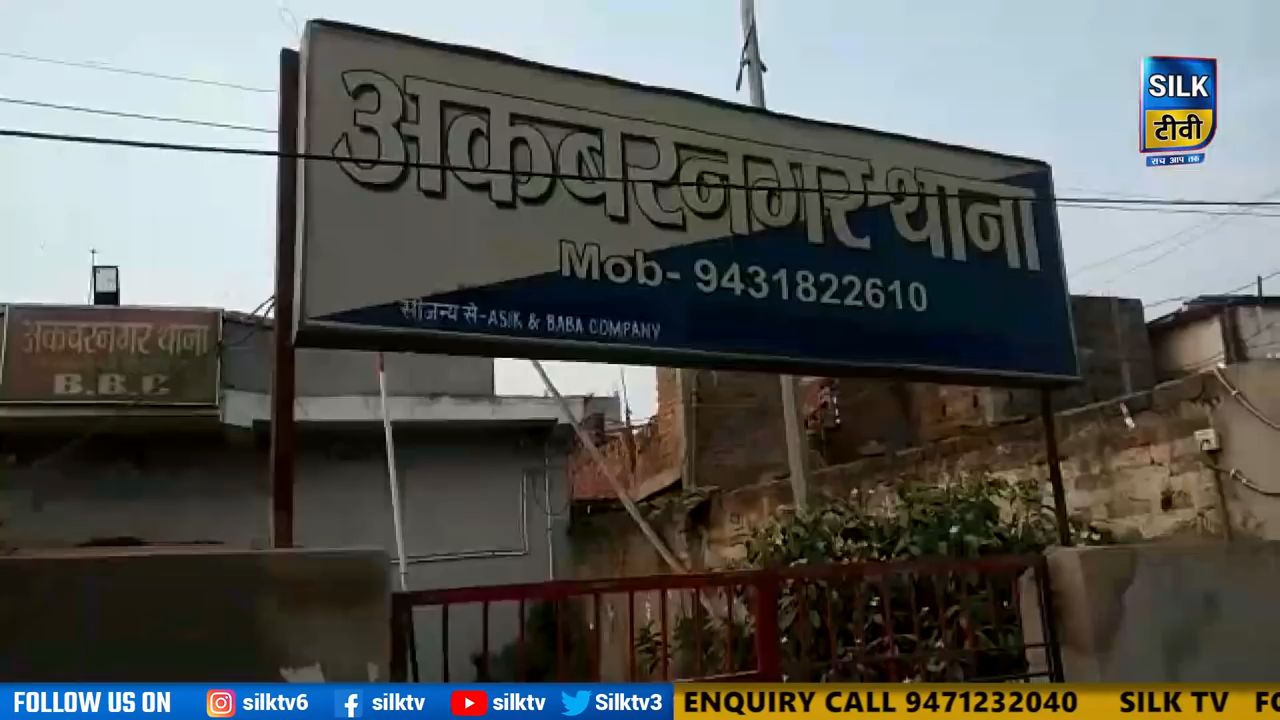 SILK
टीवी
सच आप तक
अकबरनगर थाना
Mob- 9431822610
सौजन्य से-ASIK & BABA COMPANY
अकबरनगर थाना
FOLLOW US ON silktv6 silktv silktv Silktv3 ENQUIRY CALL 9471232040 SILK TV